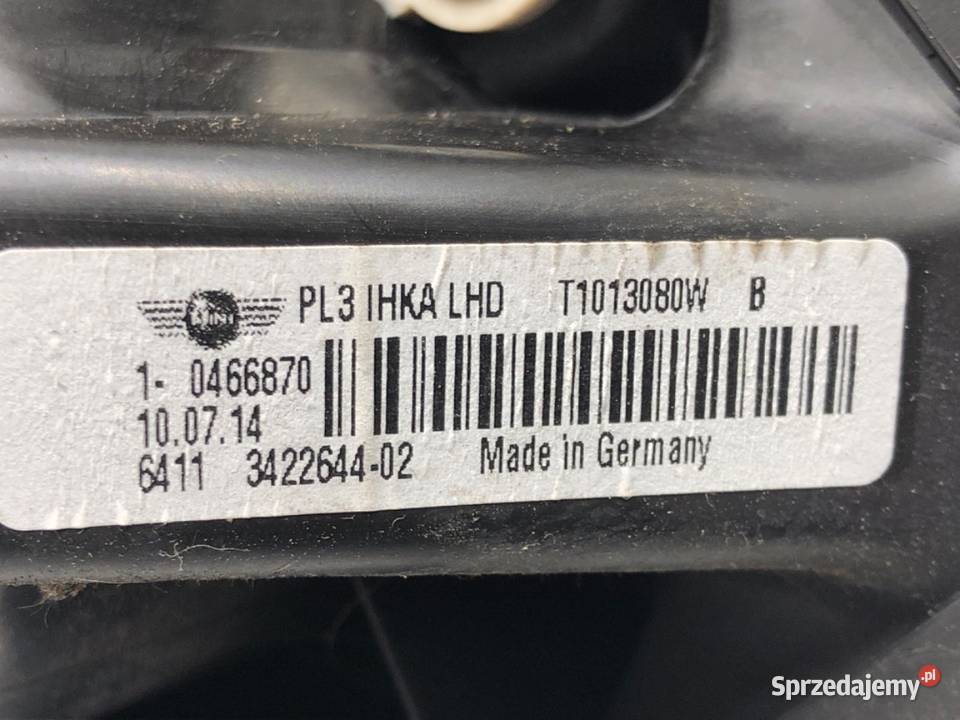 PL3 IHKA LHD T1013080W B
1- 0466870
10.07.14
6411 3422644-02 Made in Germany
Sprzedajemy.pl